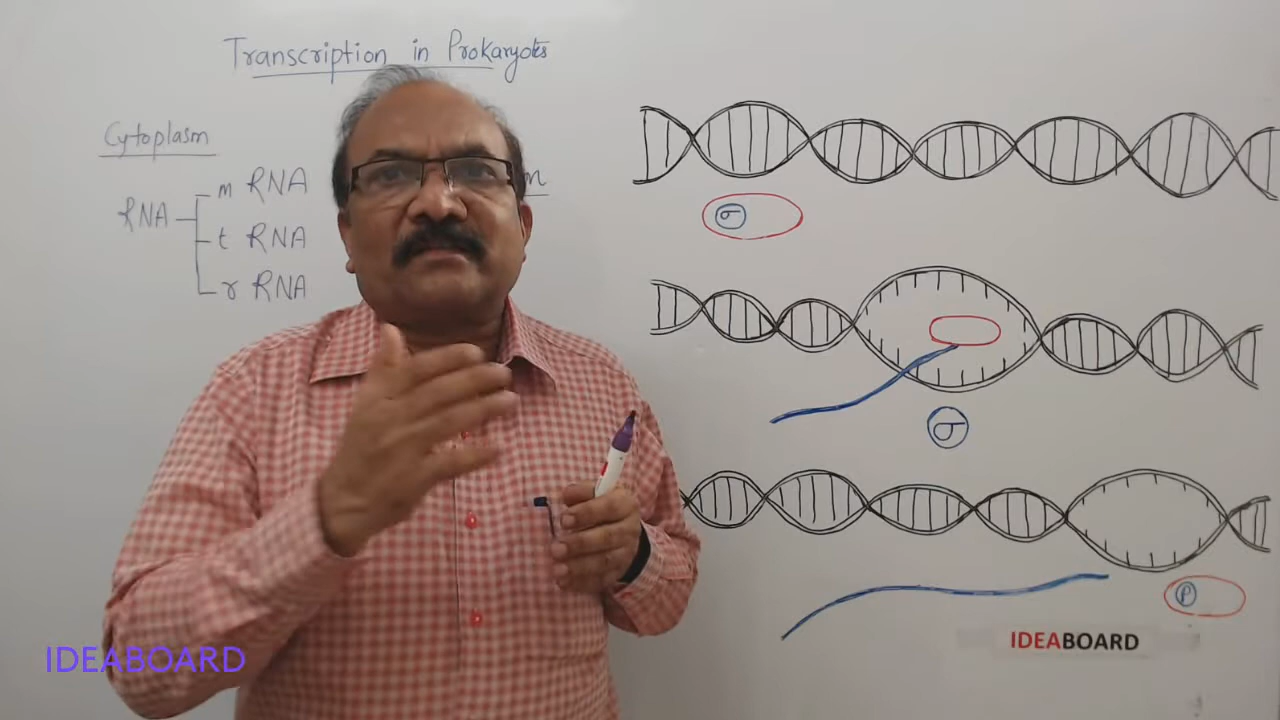 Transcription in Prokaryotes
Cytoplasm
RNA
m RNA
t RNA
r RNA
σ
σ
P
IDEABOARD
IDEABOARD